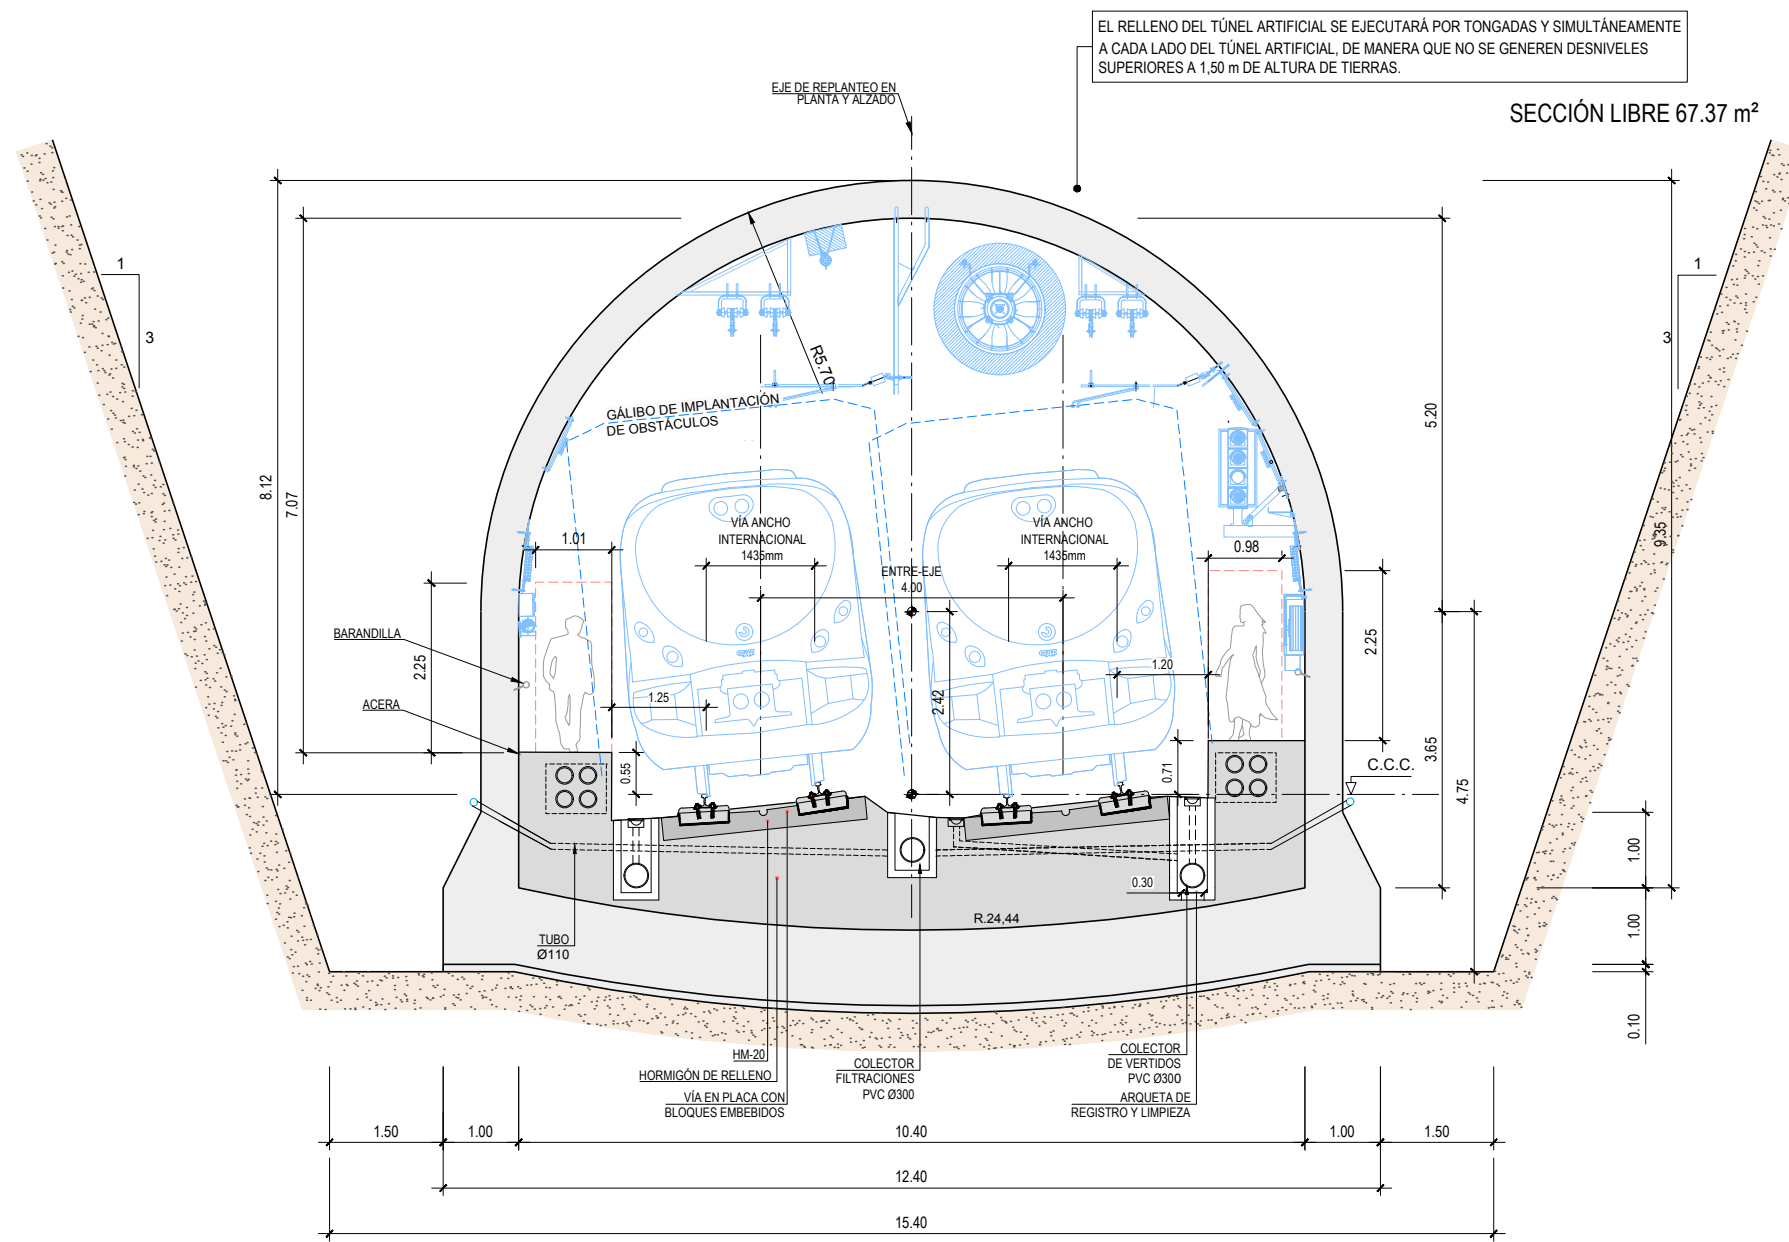 EL RELLENO DEL TÚNEL ARTIFICIAL SE EJECUTARÁ POR TONGADAS Y SIMULTÁNEAMENTE
A CADA LADO DEL TÚNEL ARTIFICIAL, DE MANERA QUE NO SE GENEREN DESNIVELES
SUPERIORES A 1,50 m DE ALTURA DE TIERRAS.
EJE DE REPLANTEO EN
PLANTA Y ALZADO
SECCIÓN LIBRE 67.37 m²
1
3
1
3
8.12
7.07
R5.70
5.20
9.35
GÁLIBO DE IMPLANTACIÓN
DE OBSTÁCULOS
VÍA ANCHO
INTERNACIONAL
1435mm
VÍA ANCHO
INTERNACIONAL
1435mm
1.01
0.98
ENTRE-EJE
4.00
BARANDILLA
2.25
2.25
ACERA
1.25
2.42
1.20
0.55
0.71
C.C.C.
3.65
4.75
1.00
0.30
R.24,44
1.00
TUBO
Ø110
0.10
HM-20
HORMIGÓN DE RELLENO
VÍA EN PLACA CON
BLOQUES EMBEBIDOS
COLECTOR
FILTRACIONES
PVC Ø300
COLECTOR
DE VERTIDOS
PVC Ø300
ARQUETA DE
REGISTRO Y LIMPIEZA
1.50
1.00
10.40
1.00
1.50
12.40
15.40